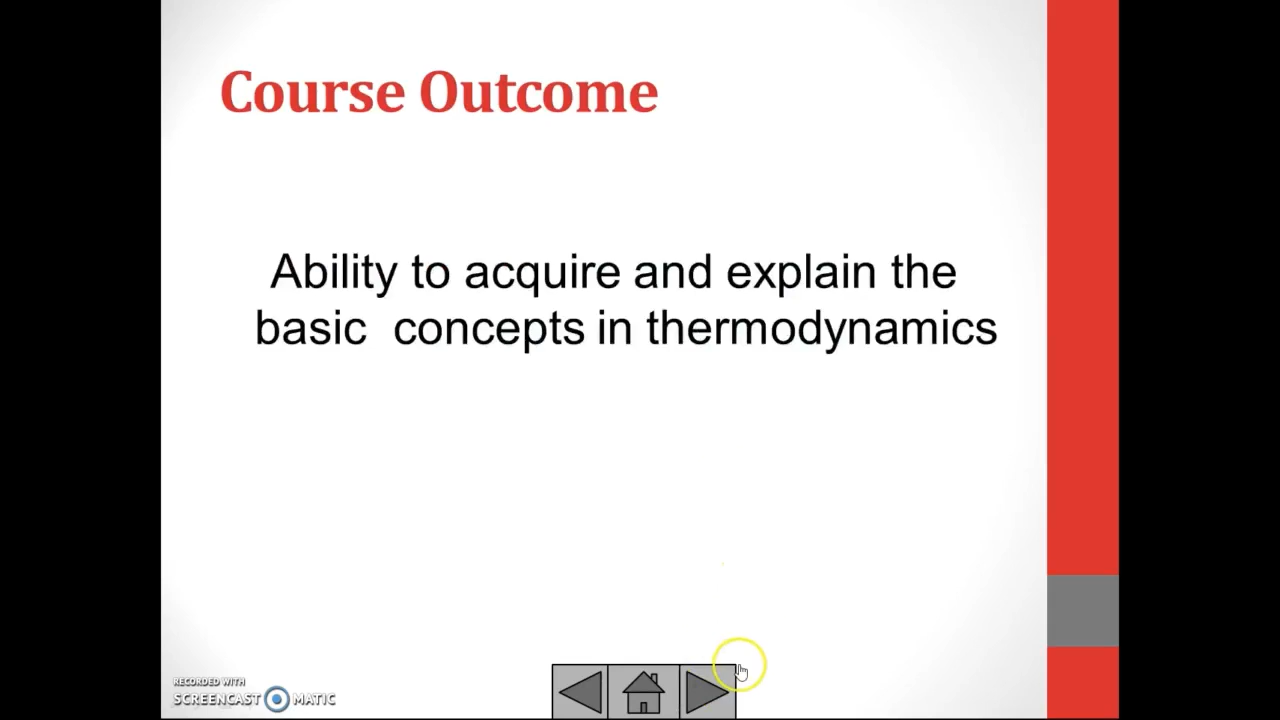 Course Outcome
Ability to acquire and explain the
basic concepts in thermodynamics
RECORDED WITH
SCREENCAST MATIC